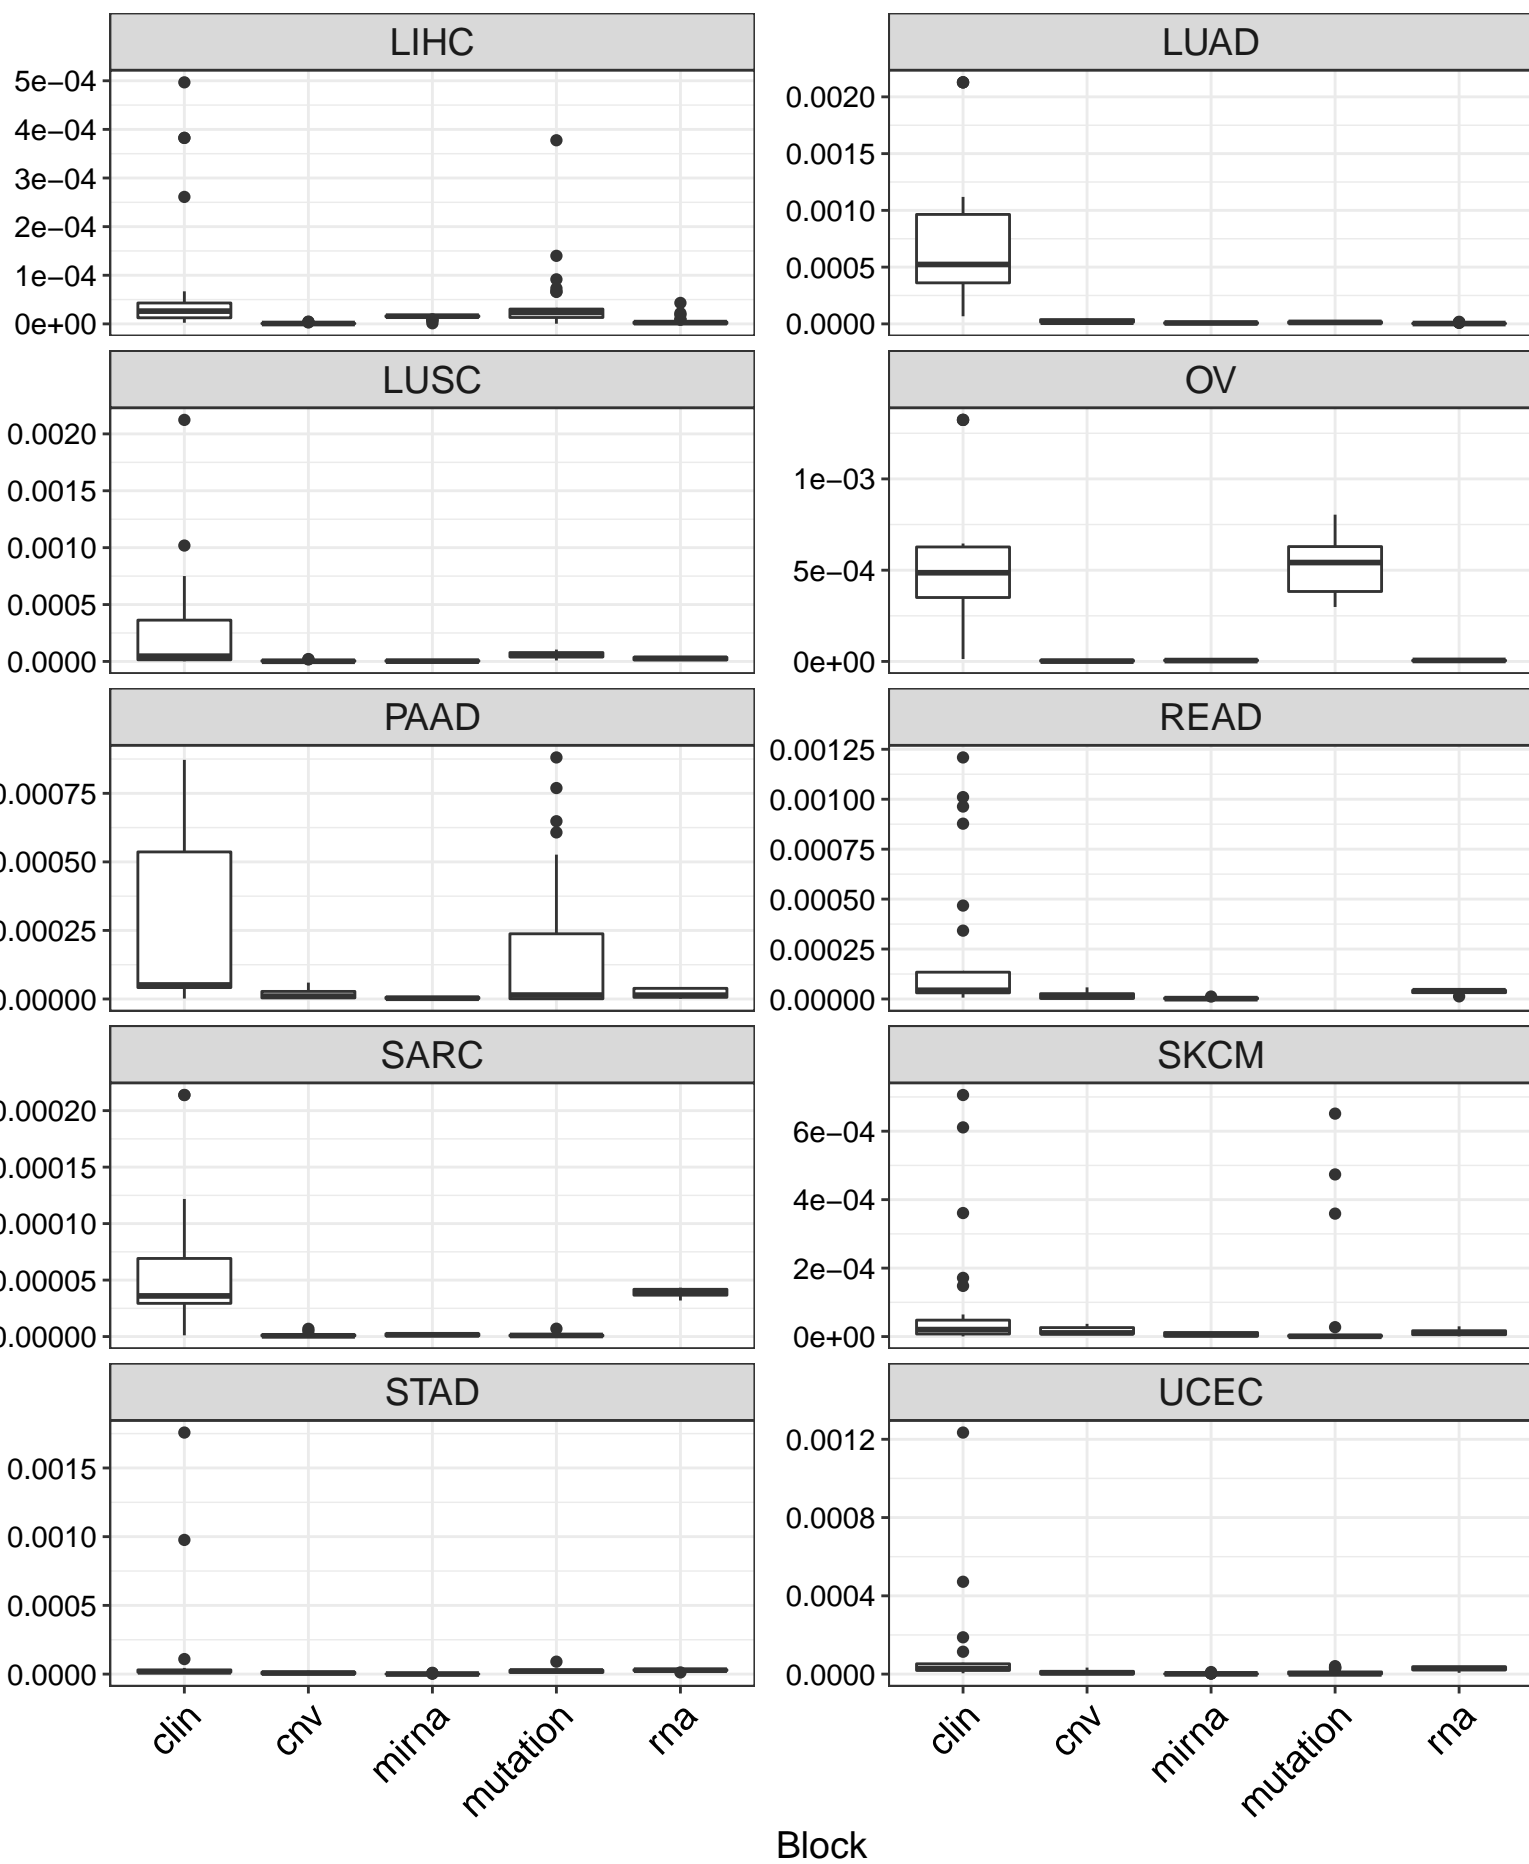 LIHC
5e−04
4e−04
3e−04
2e−04
1e−04
0e+00
LUAD
0.0020
0.0015
0.0010
0.0005
0.0000
LUSC
0.0020
0.0015
0.0010
0.0005
0.0000
OV
1e−03
5e−04
0e+00
PAAD
0.00075
0.00050
0.00025
0.00000
READ
0.00125
0.00100
0.00075
0.00050
0.00025
0.00000
SARC
0.00020
0.00015
0.00010
0.00005
0.00000
SKCM
6e−04
4e−04
2e−04
0e+00
STAD
0.0015
0.0010
0.0005
0.0000
UCEC
0.0012
0.0008
0.0004
0.0000
clin
cnv
mirna
mutation
rna
clin
cnv
mirna
mutation
rna
Block